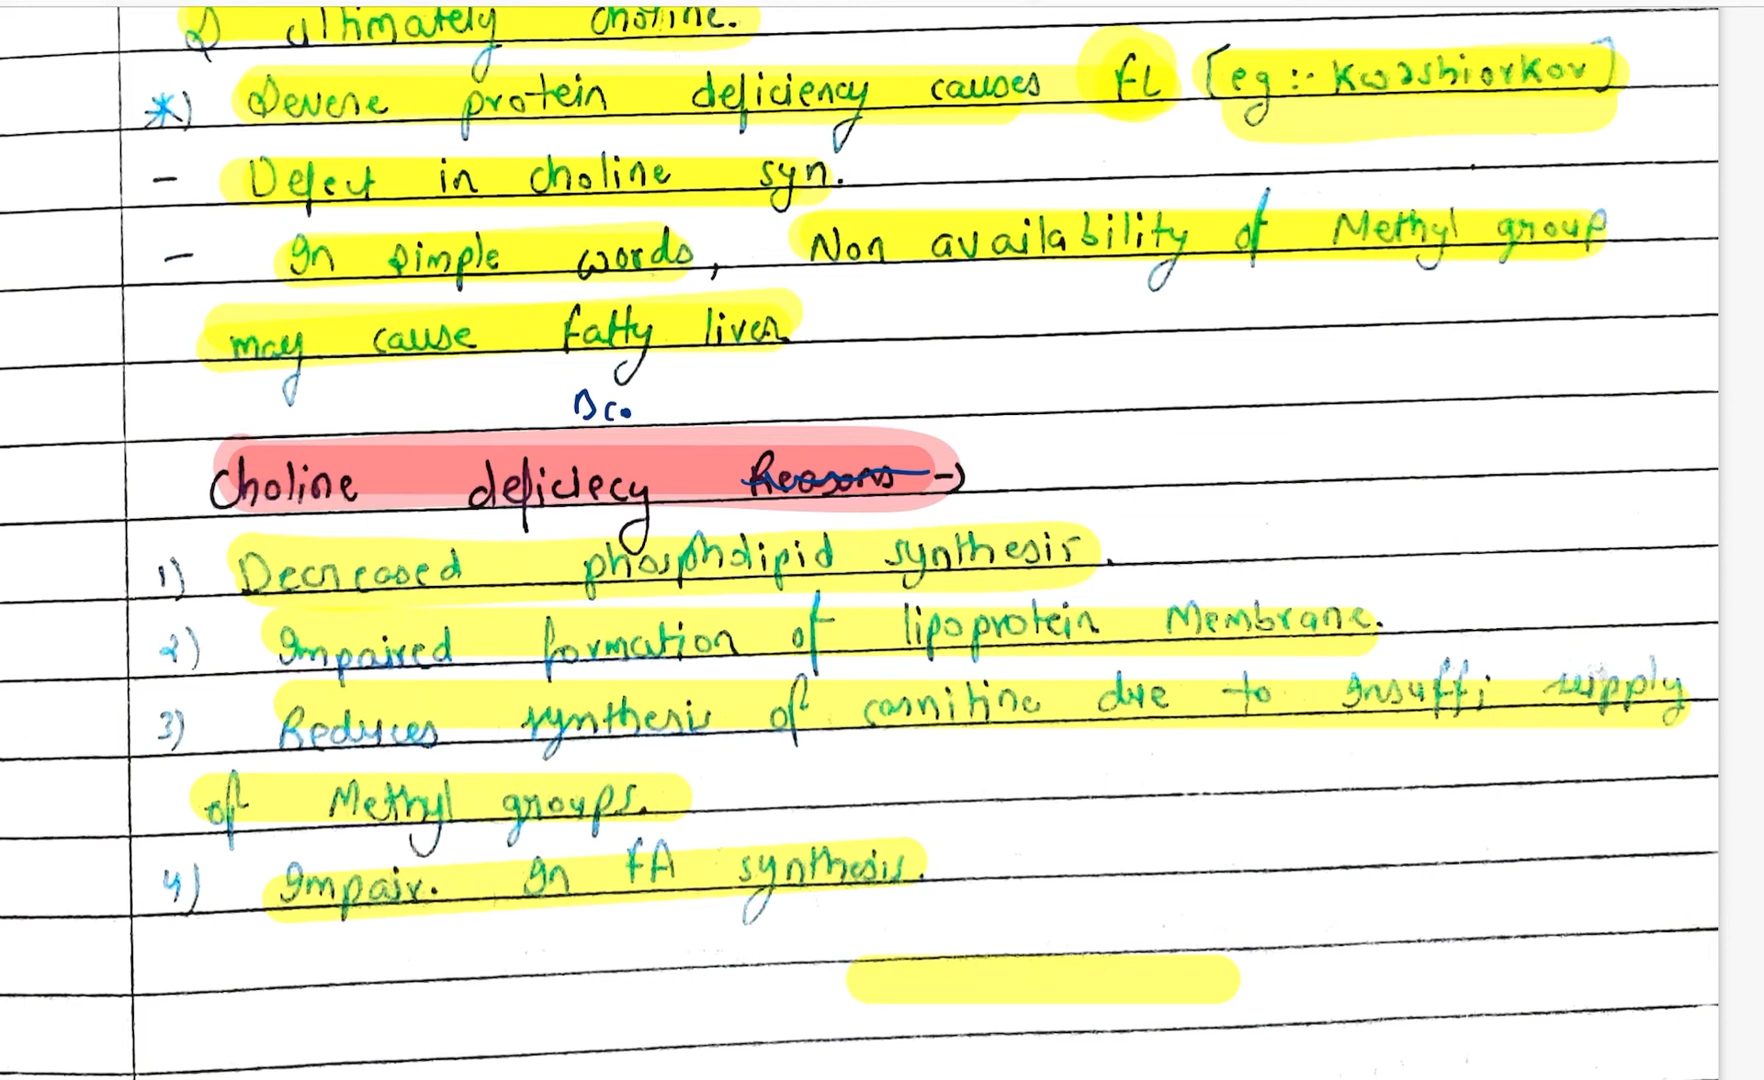 ultimately choline.
*) Severe protein deficiency causes FL [eg:- Kwashiorkor]
- Defect in choline syn.
- In simple words, Non availability of Methyl group
may cause fatty liver
Choline deficiecy Reasons →
1) Decreased phospholipid synthesis.
2) Impaired formation of lipoprotein Membrane.
3) Reduces synthesis of carnitine due to Insuffi supply
of Methyl groups.
4) Impair. In FA synthesis.